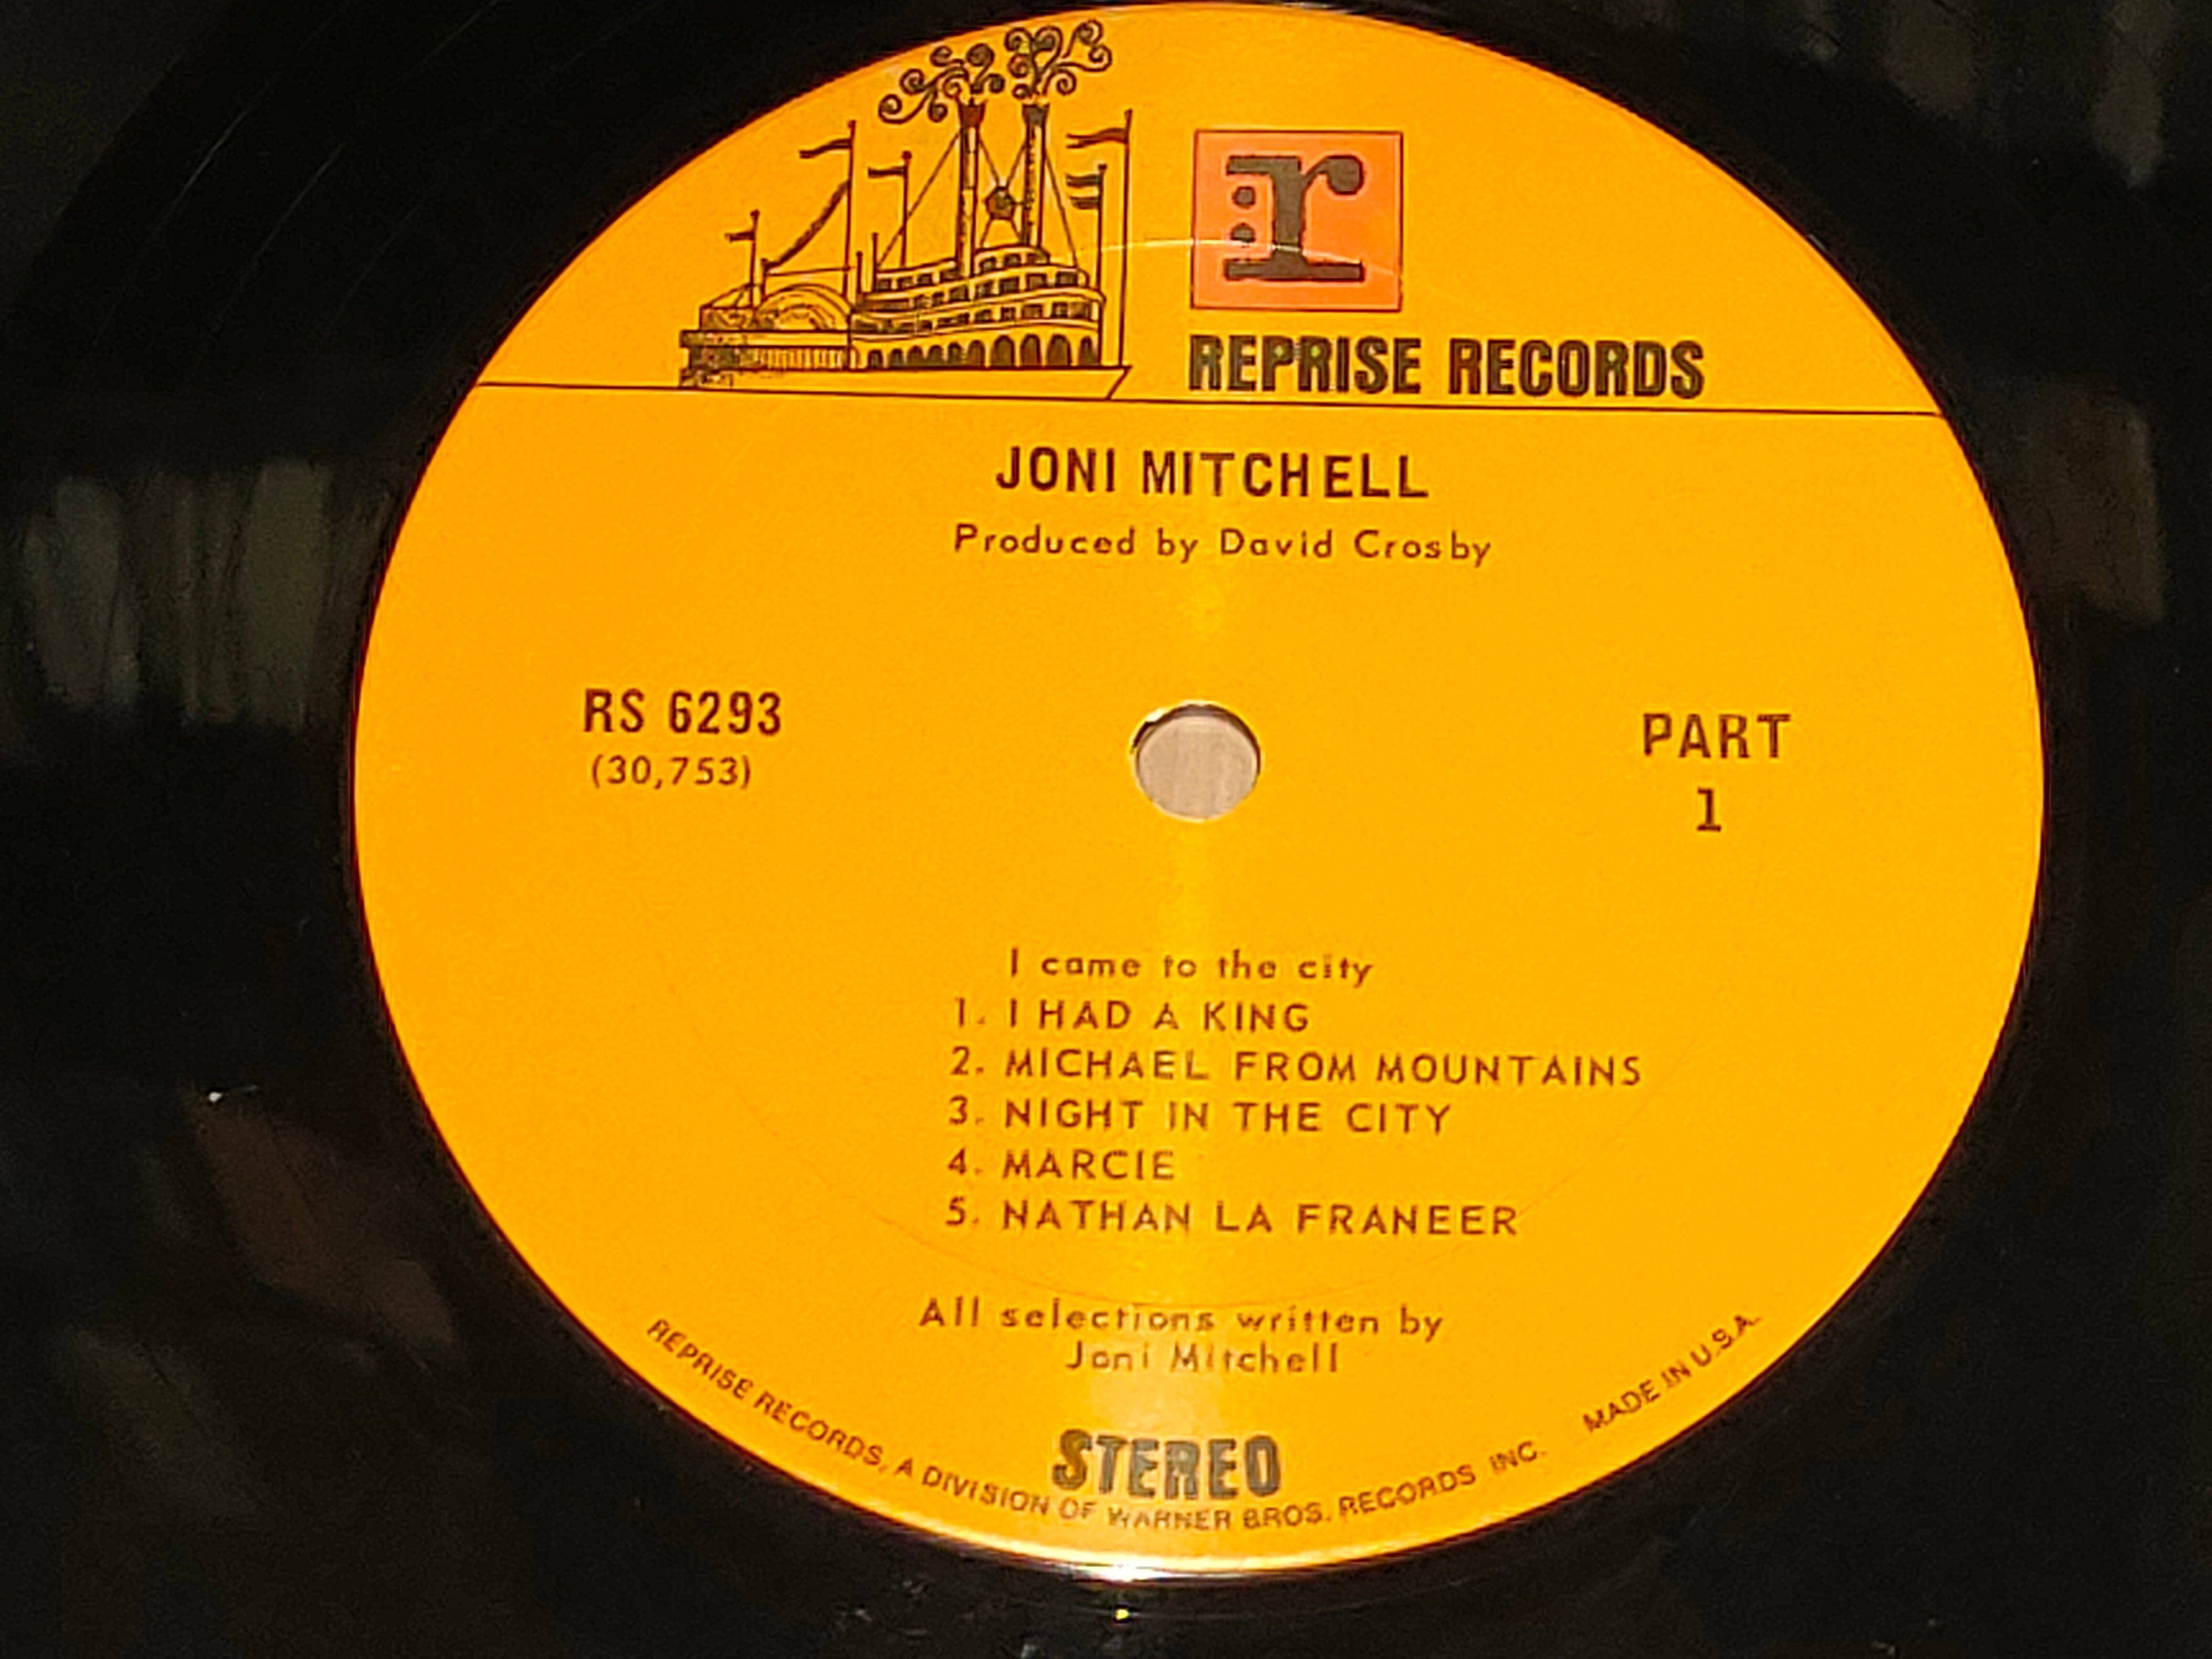 r:
REPRISE RECORDS
JONI MITCHELL
Produced by David Crosby
RS 6293
(30,753)
PART
1
I came to the city
1. I HAD A KING
2. MICHAEL FROM MOUNTAINS
3. NIGHT IN THE CITY
4. MARCIE
5. NATHAN LA FRANEER
All selections written by
Joni Mitchell
STEREO
REPRISE RECORDS, A DIVISION OF WARNER BROS. RECORDS INC. MADE IN U.S.A.